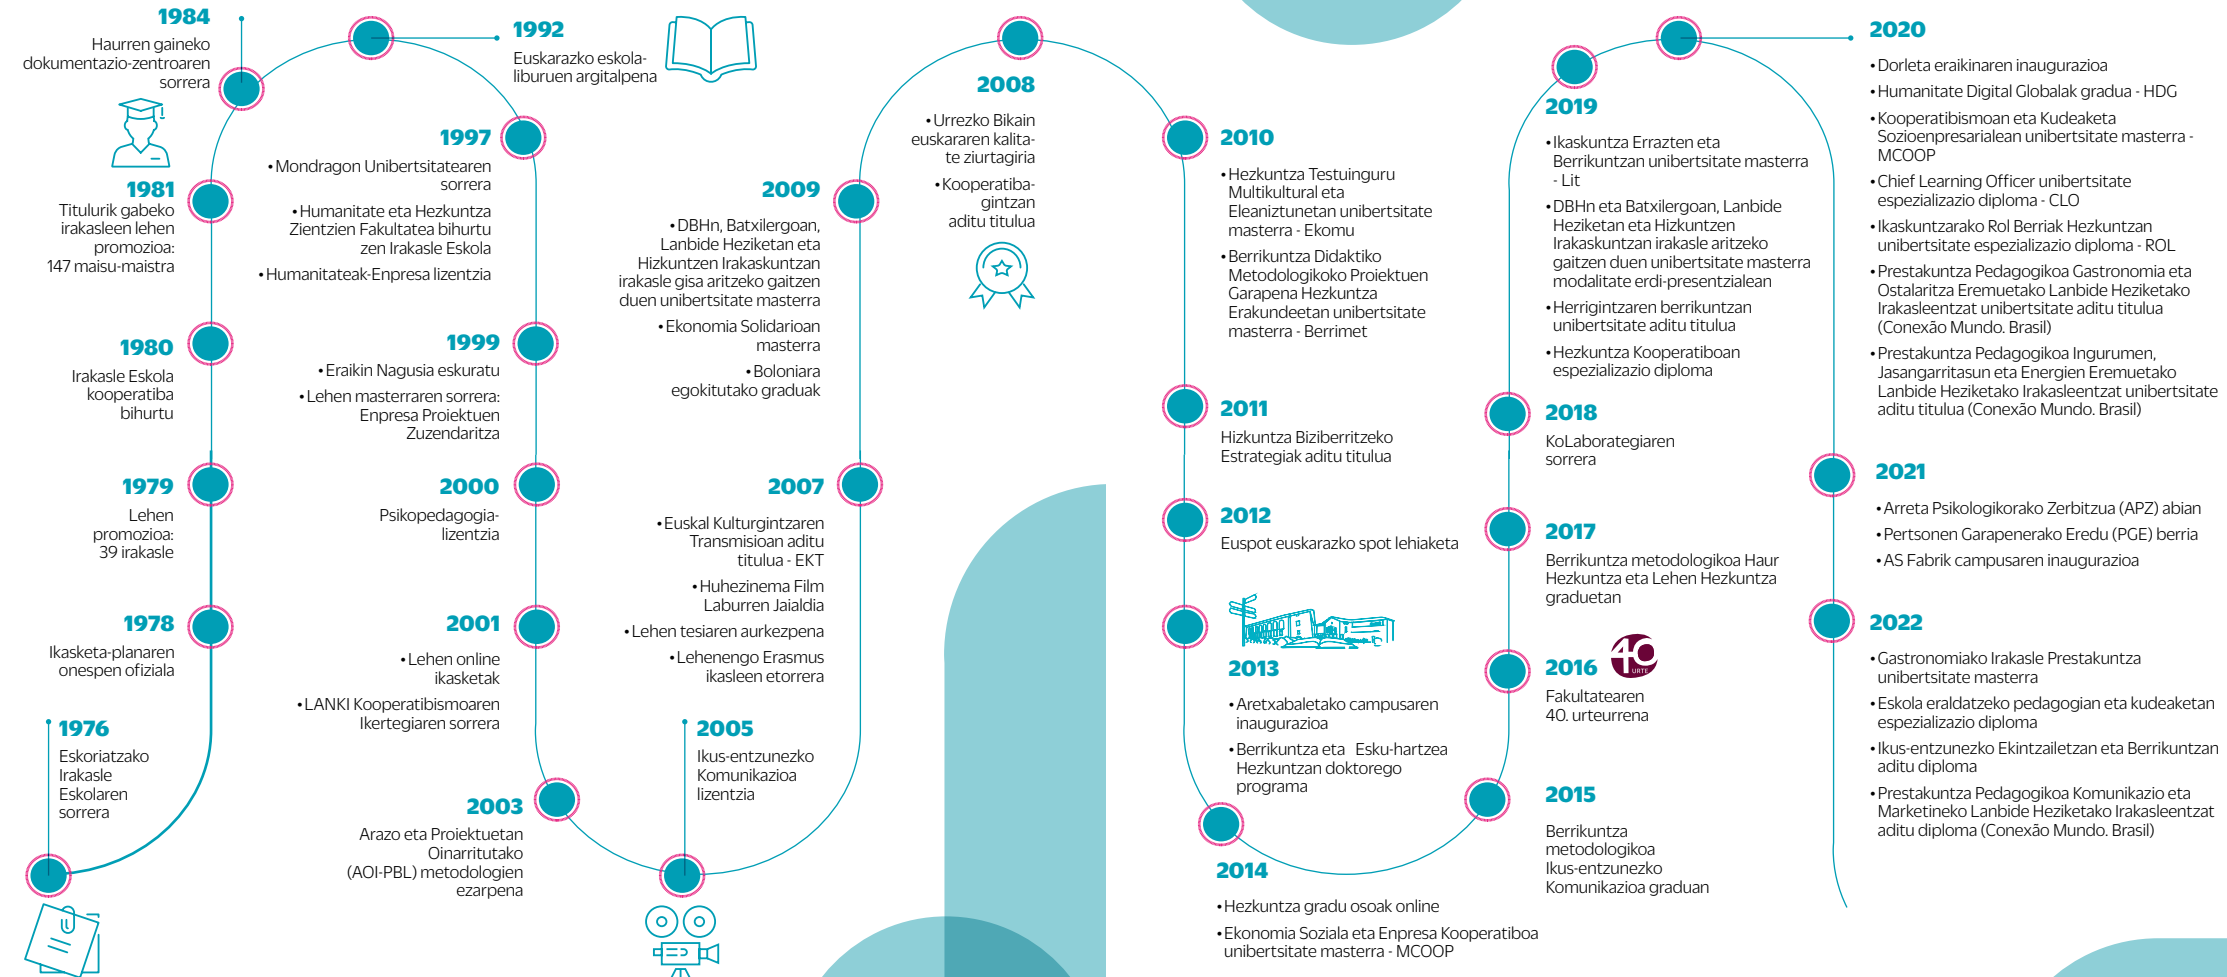 1976
Eskoriatzako
Irakasle
Eskolaren
sorrera
1978
Ikasketa-planaren
onespen ofiziala
1979
Lehen
promozioa:
39 irakasle
1980
Irakasle Eskola
kooperatiba
bihurtu
1981
Titulurik gabeko
irakasleen lehen
promozioa:
147 maisu-maistra
1984
Haurren gaineko
dokumentazio-zentroaren
sorrera
1992
Euskarazko eskola-
liburuen argitalpena
1997
•Mondragon Unibertsitatearen
sorrera
•Humanitate eta Hezkuntza
Zientzien Fakultatea bihurtu
zen Irakasle Eskola
•Humanitateak-Enpresa lizentzia
1999
•Eraikin Nagusia eskuratu
•Lehen masterraren sorrera:
Enpresa Proiektuen
Zuzendaritza
2000
Psikopedagogia-
lizentzia
2001
•Lehen online
ikasketak
•LANKI Kooperatibismoaren
Ikertegiaren sorrera
2003
Arazo eta Proiektuetan
Oinarritutako
(AOI-PBL) metodologien
ezarpena
2005
Ikus-entzunezko
Komunikazioa
lizentzia
2007
•Euskal Kulturgintzaren
Transmisioan aditu
titulua - EKT
•Huhezinema Film
Laburren Jaialdia
•Lehen tesiaren aurkezpena
•Lehenengo Erasmus
ikasleen etorrera
2009
•DBHn, Batxilergoan,
Lanbide Heziketan eta
Hizkuntzen Irakaskuntzan
irakasle gisa aritzeko gaitzen
duen unibertsitate masterra
•Ekonomia Solidarioan
masterra
•Boloniara
egokitutako graduak
2008
•Urrezko Bikain
euskararen kalita-
te ziurtagiria
•Kooperatiba-
gintzan
aditu titulua
2010
•Hezkuntza Testuinguru
Multikultural eta
Eleaniztunetan unibertsitate
masterra - Ekomu
•Berrikuntza Didaktiko
Metodologikoko Proiektuen
Garapena Hezkuntza
Erakundeetan unibertsitate
masterra - Berrimet
2011
Hizkuntza Biziberritzeko
Estrategiak aditu titulua
2012
Euspot euskarazko spot lehiaketa
2013
•Aretxabaletako campusaren
inaugurazioa
•Berrikuntza eta Esku-hartzea
Hezkuntzan doktorego
programa
2014
•Hezkuntza gradu osoak online
•Ekonomia Soziala eta Enpresa Kooperatiboa
unibertsitate masterra - MCOOP
2015
Berrikuntza
metodologikoa
Ikus-entzunezko
Komunikazioa graduan
2016
40
URTE
Fakultatearen
40. urteurrena
2017
Berrikuntza metodologikoa Haur
Hezkuntza eta Lehen Hezkuntza
graduetan
2018
KoLaborategiaren
sorrera
2019
•Ikaskuntza Errazten eta
Berrikuntzan unibertsitate masterra
- Lit
•DBHn eta Batxilergoan, Lanbide
Heziketan eta Hizkuntzen
Irakaskuntzan irakasle aritzeko
gaitzen duen unibertsitate masterra
modalitate erdi-presentzialean
•Herrigintzaren berrikuntzan
unibertsitate aditu titulua
•Hezkuntza Kooperatiboan
espezializazio diploma
2020
•Dorleta eraikinaren inaugurazioa
•Humanitate Digital Globalak gradua - HDG
•Kooperatibismoan eta Kudeaketa
Sozioenpresarialean unibertsitate masterra -
MCOOP
•Chief Learning Officer unibertsitate
espezializazio diploma - CLO
•Ikaskuntzarako Rol Berriak Hezkuntzan
unibertsitate espezializazio diploma - ROL
•Prestakuntza Pedagogikoa Gastronomia eta
Ostalaritza Eremuetako Lanbide Heziketako
Irakasleentzat unibertsitate aditu titulua
(Conexão Mundo. Brasil)
•Prestakuntza Pedagogikoa Ingurumen,
Jasangarritasun eta Energien Eremuetako
Lanbide Heziketako Irakasleentzat unibertsitate
aditu titulua (Conexão Mundo. Brasil)
2021
•Arreta Psikologikorako Zerbitzua (APZ) abian
•Pertsonen Garapenerako Eredu (PGE) berria
•AS Fabrik campusaren inaugurazioa
2022
•Gastronomiako Irakasle Prestakuntza
unibertsitate masterra
•Eskola eraldatzeko pedagogian eta kudeaketan
espezializazio diploma
•Ikus-entzunezko Ekintzailetzan eta Berrikuntzan
aditu diploma
•Prestakuntza Pedagogikoa Komunikazio eta
Marketineko Lanbide Heziketako Irakasleentzat
aditu diploma (Conexão Mundo. Brasil)